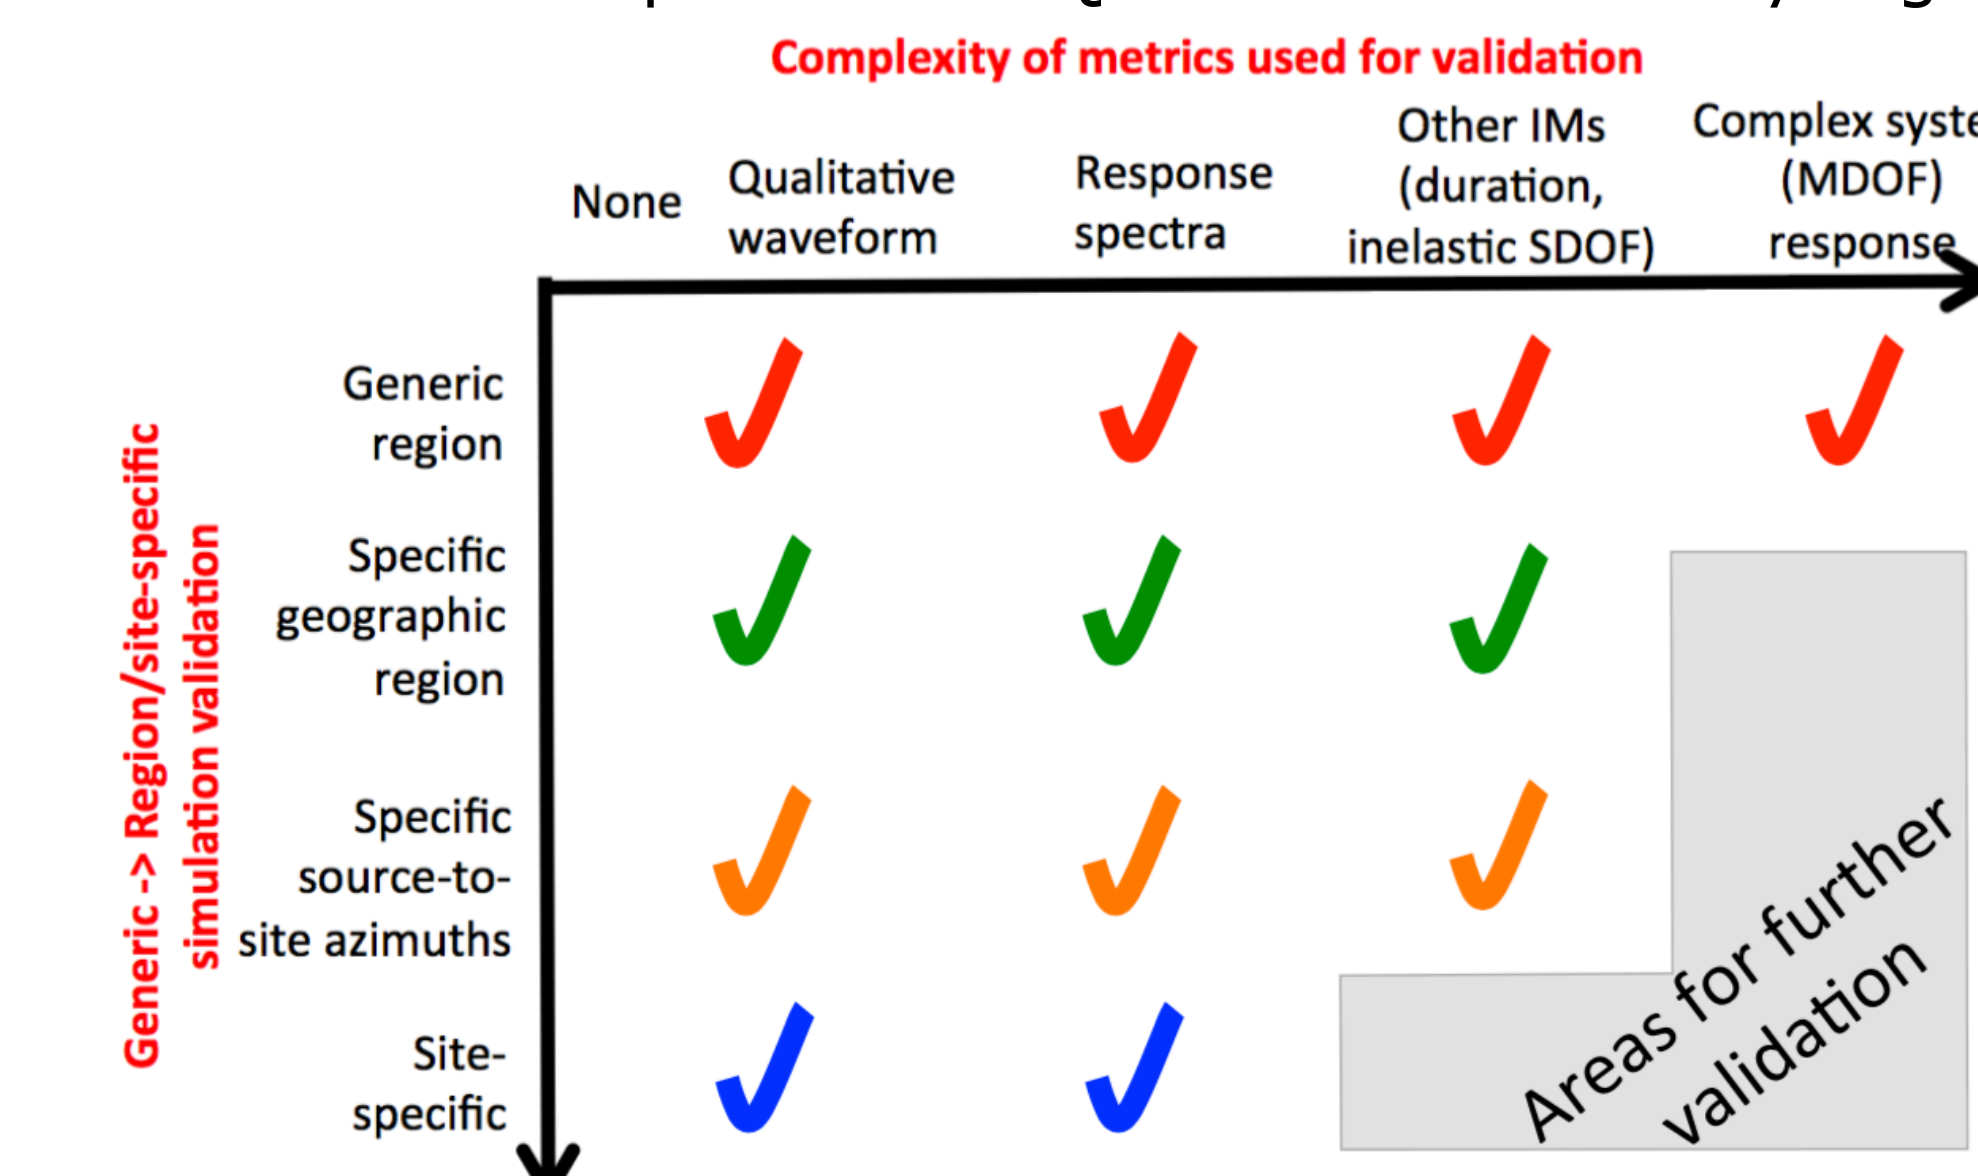 Complexity of metrics used for validation
None
Qualitative
waveform
Response
spectra
Other IMs
(duration,
inelastic SDOF)
Complex
(MDOF)
response
Generic -> Region/site-specific
simulation validation
Generic
region
Specific
geographic
region
Specific
source-to-
site azimuths
Site-
specific
Areas for further
validation